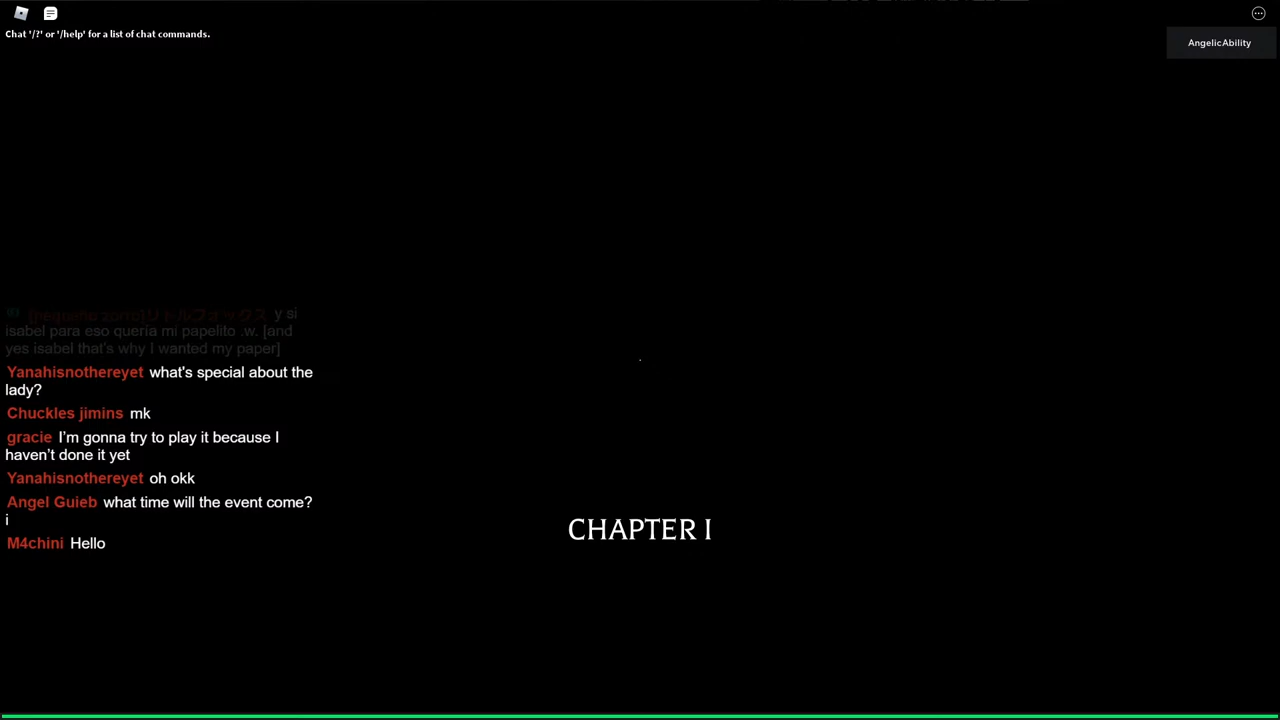 Chat '/?' or '/help' for a list of chat commands.
AngelicAbility
y si
isabel para eso quería mi papelito .w. [and
yes isabel that's why I wanted my paper]
Yanahisnothereyet what's special about the
lady?
Chuckles jimins mk
gracie I'm gonna try to play it because I
haven't done it yet
Yanahisnothereyet oh okk
Angel Guieb what time will the event come?
i
M4chini Hello
CHAPTER I